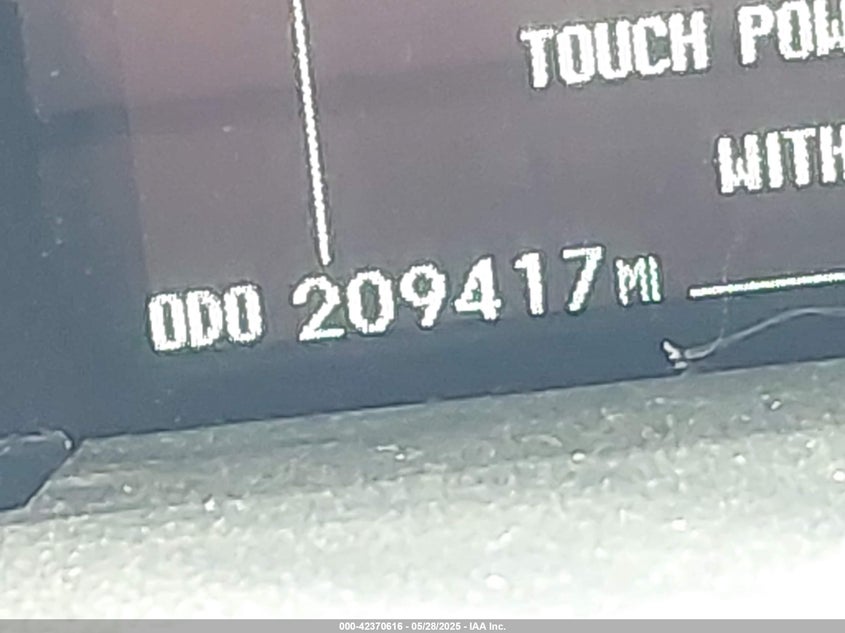 TOUCH POW
WITH
ODO 209417 MI
000-42370616 - 05/28/2025 - IAA Inc.